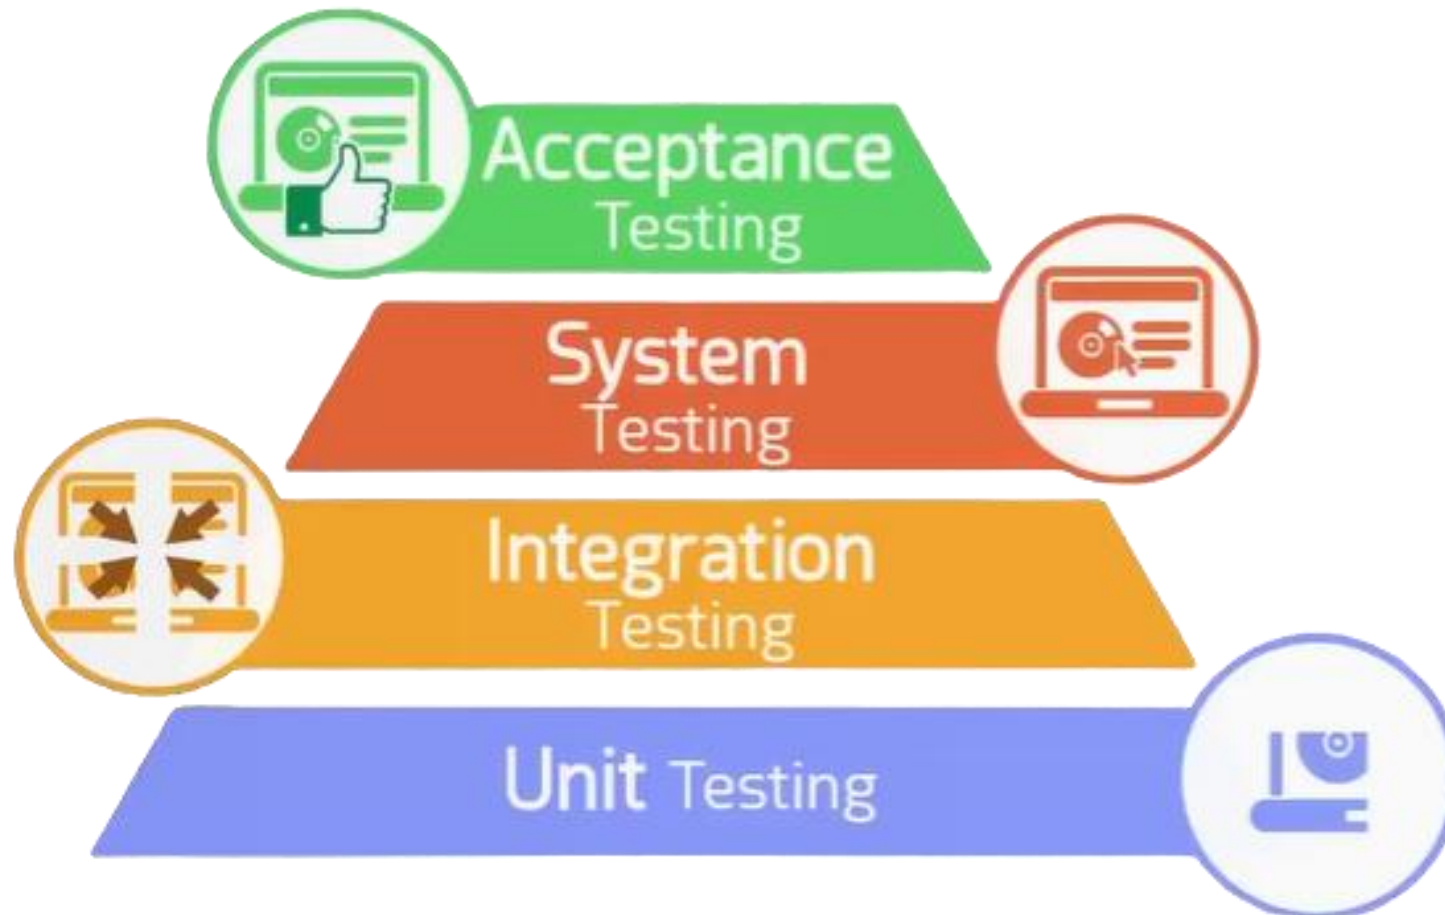 Acceptance
Testing
System
Testing
Integration
Testing
Unit Testing